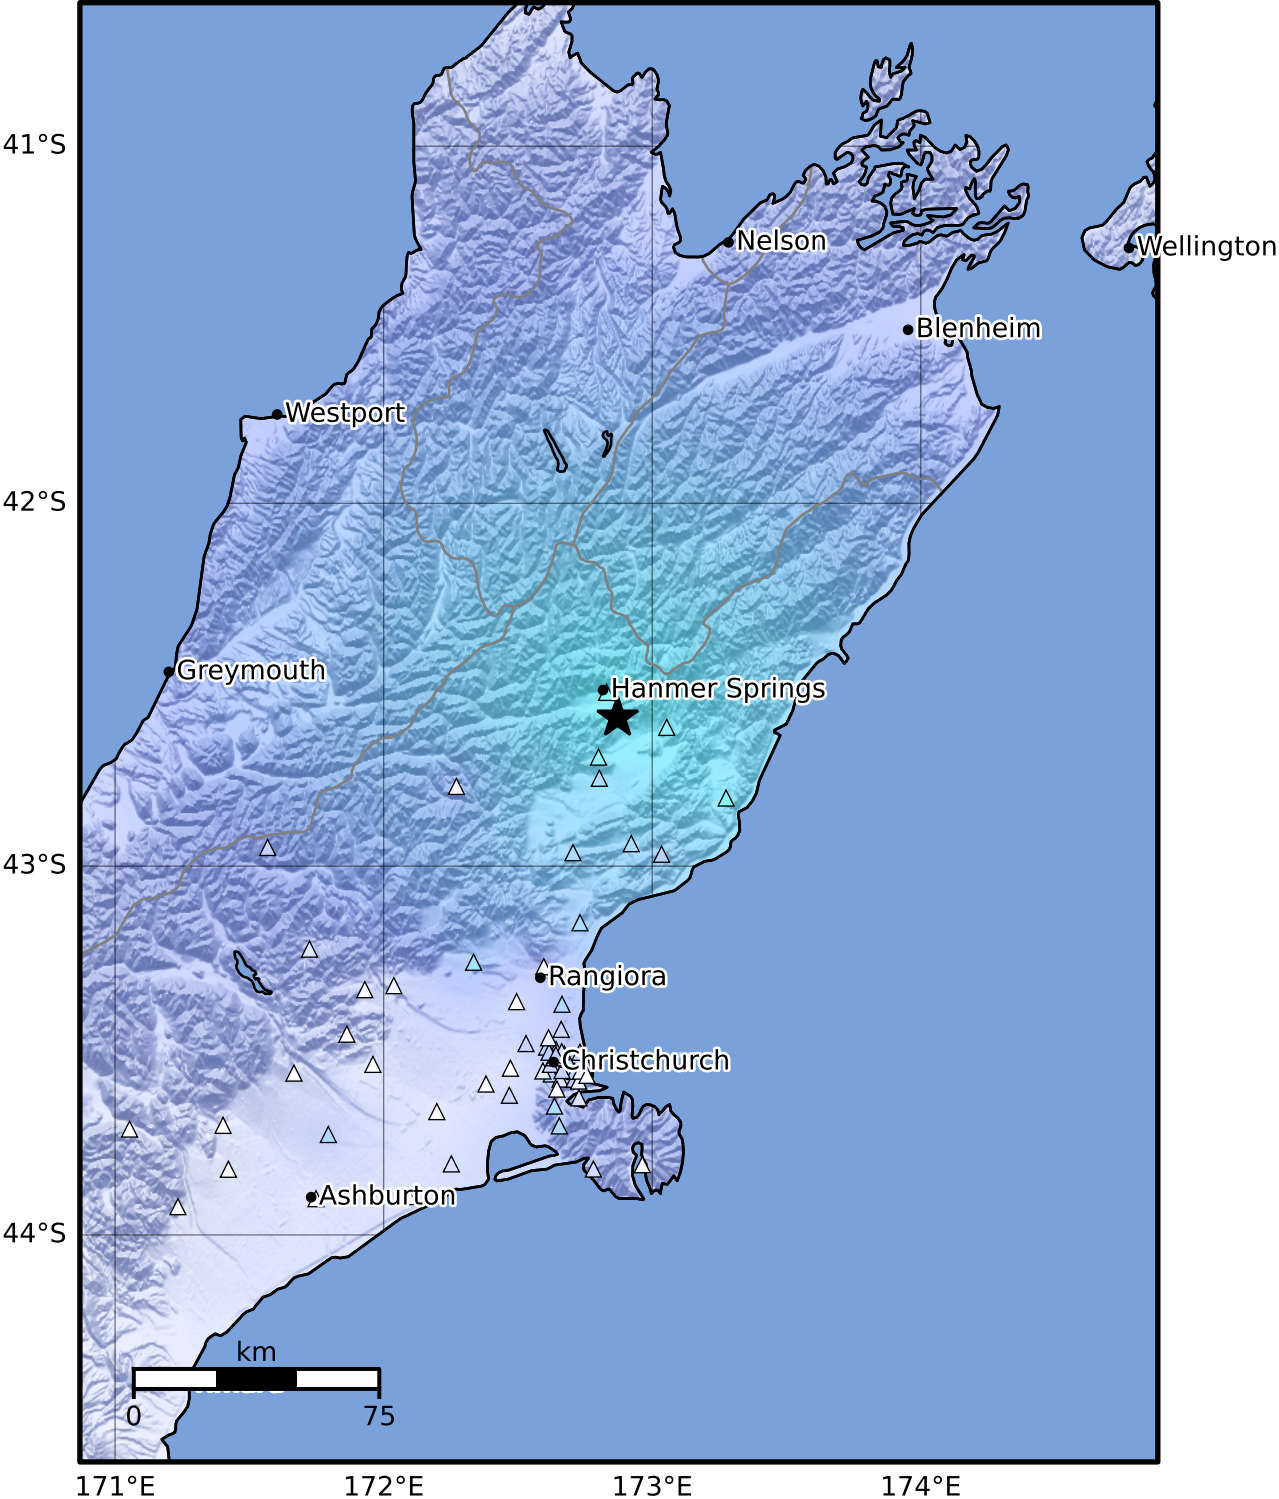 41°S
Nelson
Wellington
Blenheim
Westport
42°S
Greymouth
Hanmer Springs
43°S
Rangiora
Christchurch
Ashburton
44°S
km
0 75
171°E 172°E 173°E 174°E